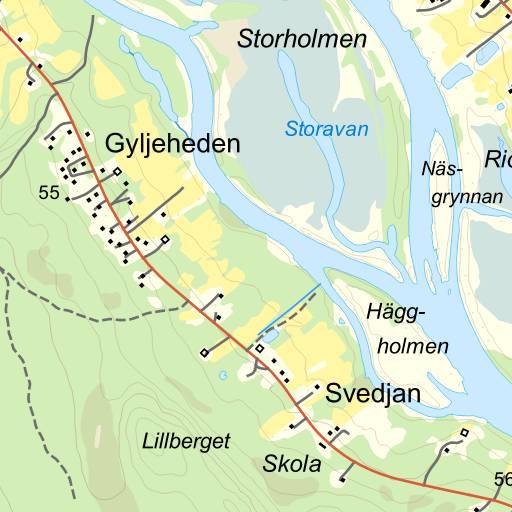 Storholmen
Storavan
Gyljeheden
Näs-
grynnan
55
Hägg-
holmen
Svedjan
Lillberget
Skola